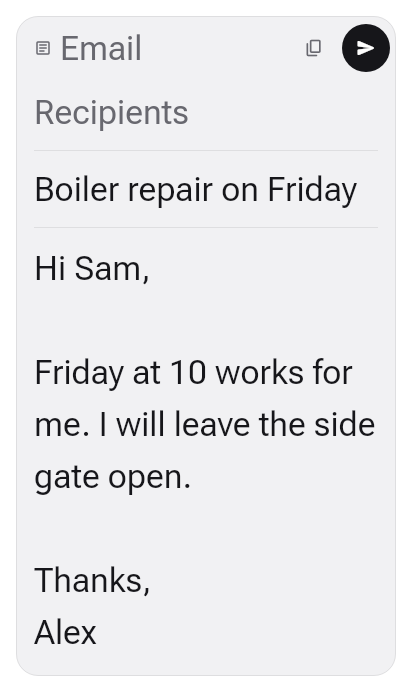 Email
Recipients
Boiler repair on Friday
Hi Sam,
Friday at 10 works for
me. I will leave the side
gate open.
Thanks,
Alex